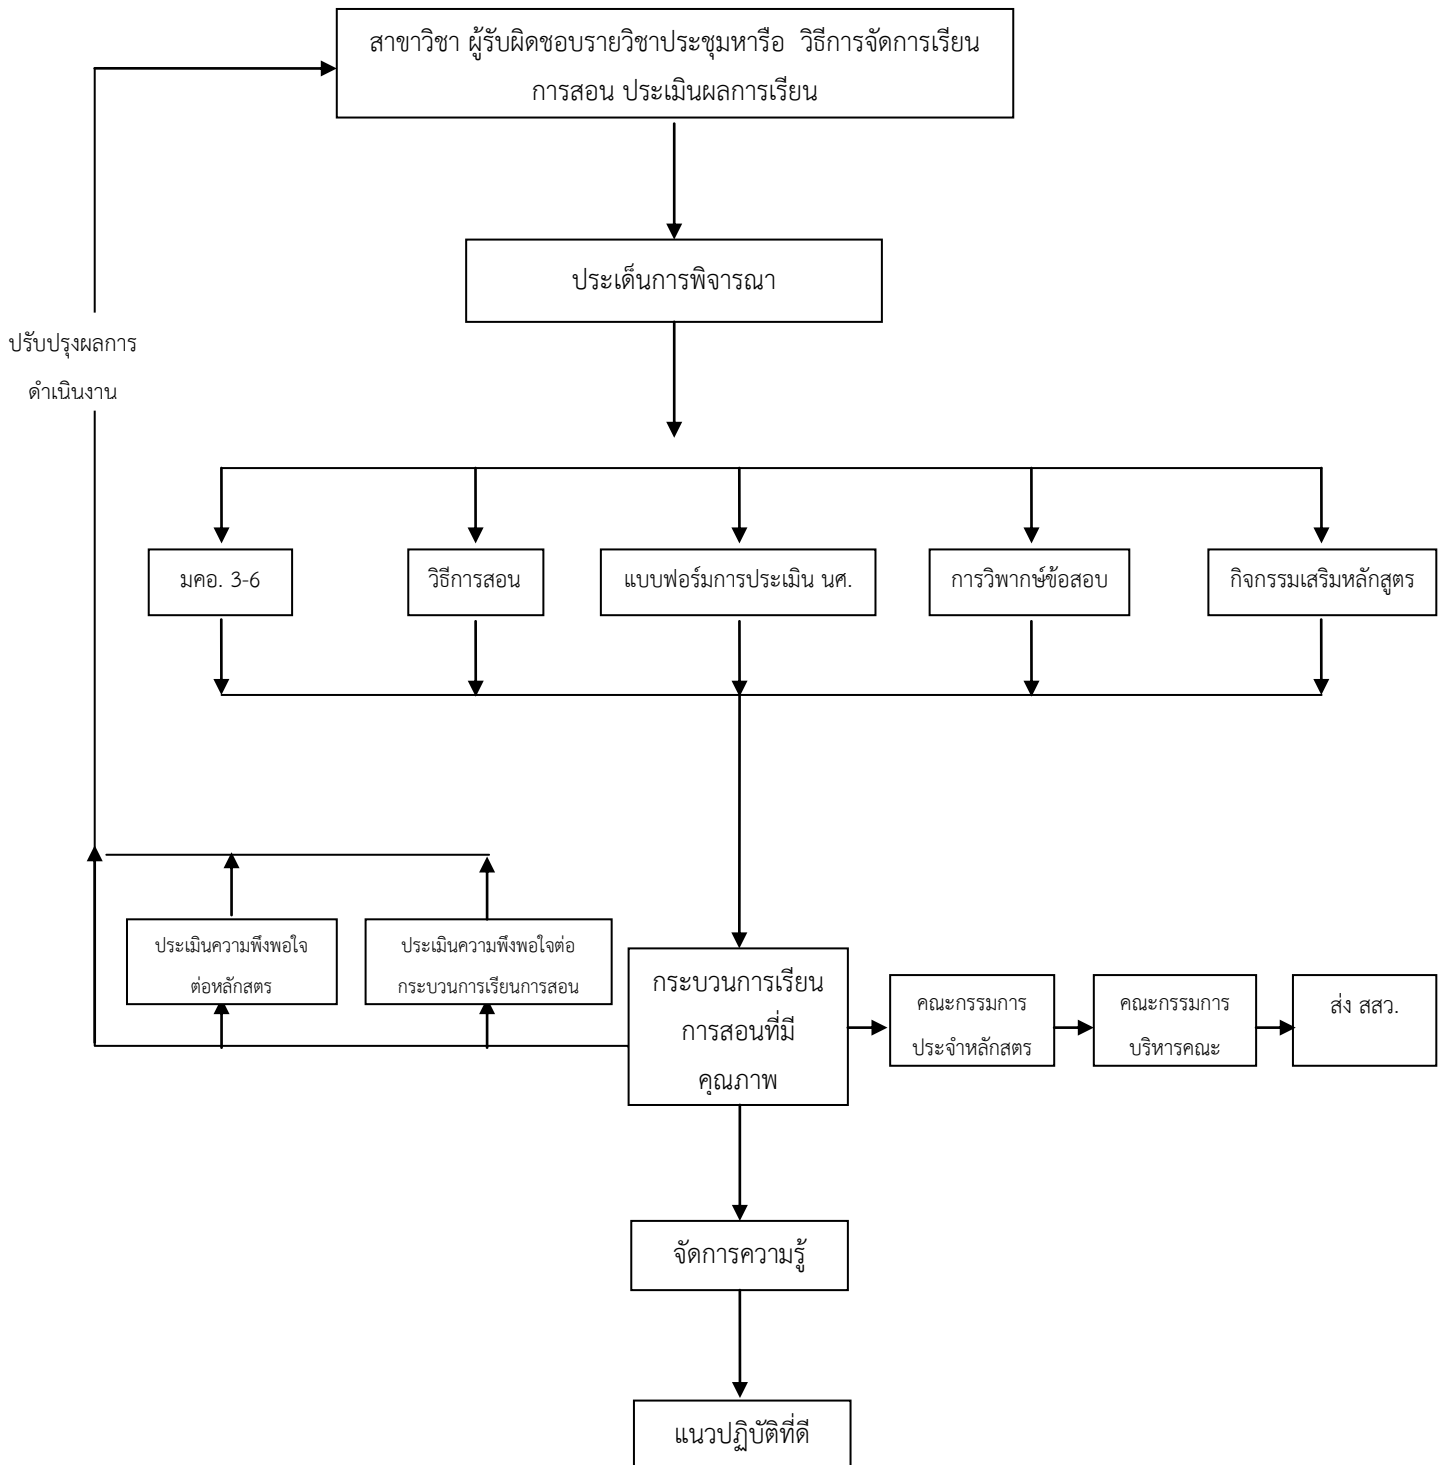 สาขาวิชา ผู้รับผิดชอบรายวิชาประชุมหารือ  วิธีการจัดการเรียน
การสอน ประเมินผลการเรียน
ประเด็นการพิจารณา
ปรับปรุงผลการ
ดำเนินงาน
มคอ. 3-6
วิธีการสอน
แบบฟอร์มการประเมิน นศ.
การวิพากษ์ข้อสอบ
กิจกรรมเสริมหลักสูตร
ประเมินความพึงพอใจ
ต่อหลักสตร
ประเมินความพึงพอใจต่อ
กระบวนการเรียนการสอน
กระบวนการเรียน
การสอนที่มี
คุณภาพ
คณะกรรมการ
ประจำหลักสตร
คณะกรรมการ
บริหารคณะ
ส่ง สสว.
จัดการความรู้
แนวปฏิบัติที่ดี